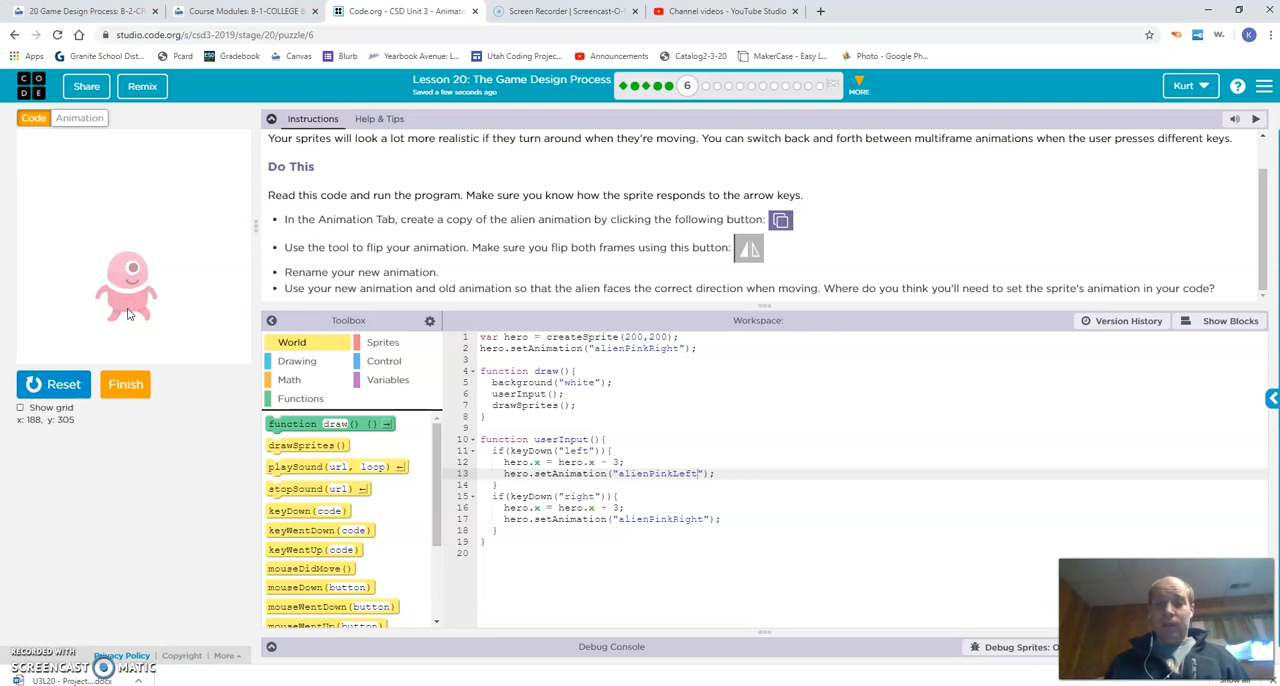 20 Game Design Process: B-2-CP
Course Modules: B-1-COLLEGE B
Code.org - CSD Unit 3 - Animatio
Screen Recorder | Screencast-O-
Channel videos - YouTube Studio
studio.code.org/s/csd3-2019/stage/20/puzzle/6
Apps
Granite School Dist...
Pcard
Gradebook
Canvas
Blurb
Yearbook Avenue- L...
Utah Coding Project...
Announcements
Catalog2-3-20
MakerCase - Easy L...
Photo - Google Ph...
C O
D E
Share
Remix
Lesson 20: The Game Design Process
Saved a few seconds ago
6
MORE
Kurt
Code
Animation
Instructions
Help & Tips
Your sprites will look a lot more realistic if they turn around when they're moving. You can switch back and forth between multiframe animations when the user presses different keys.
Do This
Read this code and run the program. Make sure you know how the sprite responds to the arrow keys.
• In the Animation Tab, create a copy of the alien animation by clicking the following button:
• Use the tool to flip your animation. Make sure you flip both frames using this button:
• Rename your new animation.
• Use your new animation and old animation so that the alien faces the correct direction when moving. Where do you think you'll need to set the sprite's animation in your code?
Toolbox
Workspace:
Version History
Show Blocks
World
Sprites
Drawing
Control
Math
Variables
Functions
function draw() { }
drawSprites()
playSound(url, loop)
stopSound(url)
keyDown(code)
keyWentDown(code)
keyWentUp(code)
mouseDidMove()
mouseDown(button)
mouseWentDown(button)
mouseWentUp(button)
1 var hero = createSprite(200,200);
2 hero.setAnimation("alienPinkRight");
3
4 function draw(){
5 background("white");
6 userInput();
7 drawSprites();
8 }
9
10 function userInput(){
11 if(keyDown("left")){
12 hero.x = hero.x - 3;
13 hero.setAnimation("alienPinkLeft");
14 }
15 if(keyDown("right")){
16 hero.x = hero.x + 3;
17 hero.setAnimation("alienPinkRight");
18 }
19 }
20
Reset
Finish
Show grid
x: 188, y: 305
Debug Console
Debug Sprites: O
Privacy Policy
Copyright
More
RECORDED WITH
SCREENCAST MATIC
U3L20 - Project....docx
Show all